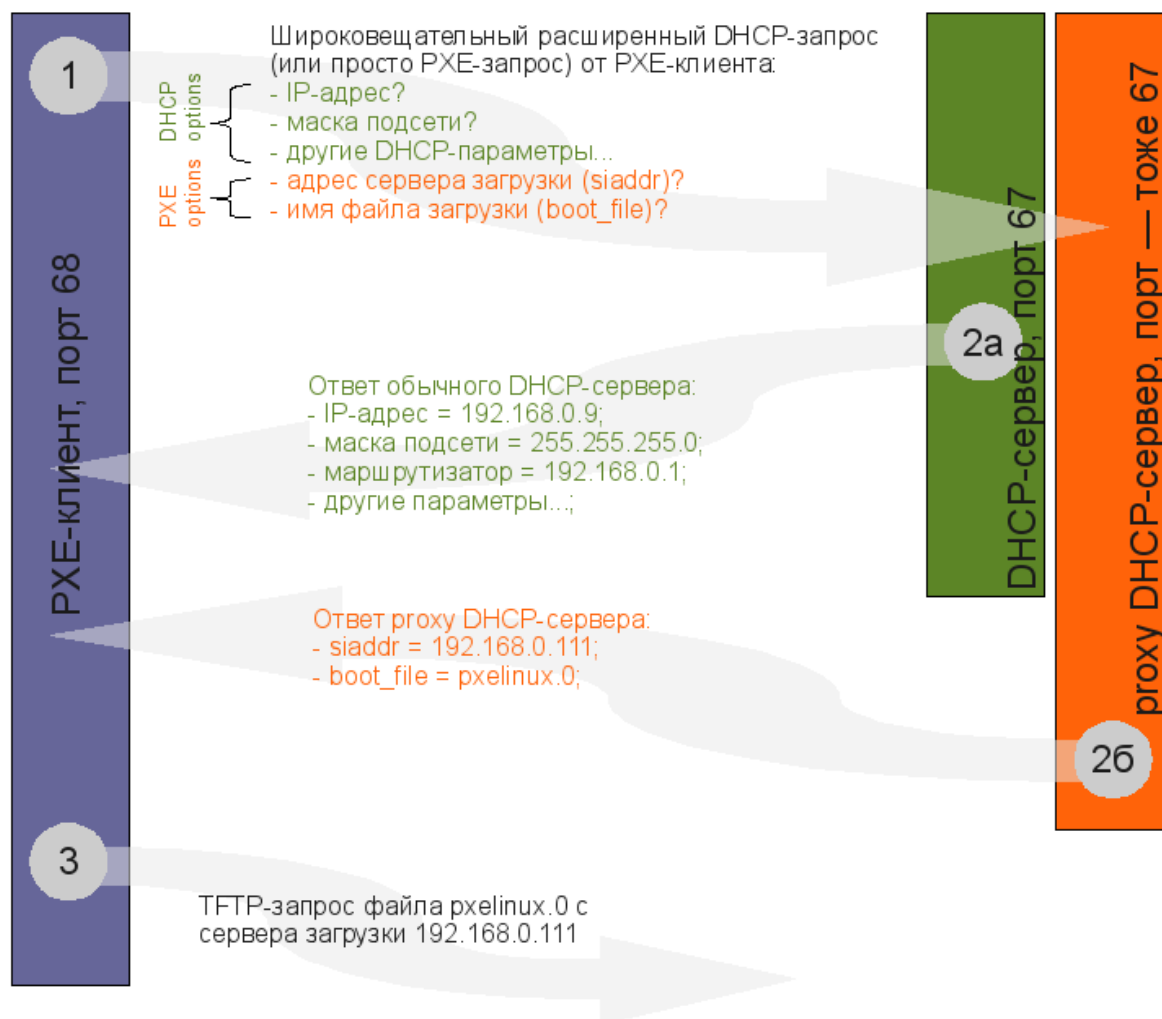 1
Широковещательный расширенный DHCP-запрос
(или просто PXE-запрос) от PXE-клиента:
DHCP
options
- IP-адрес?
- маска подсети?
- другие DHCP-параметры...
PXE
options
- адрес сервера загрузки (siaddr)?
- имя файла загрузки (boot_file)?
PXE-клиент, порт 68
DHCP-сервер, порт 67
proxy DHCP-сервер, порт — тоже 67
2а
Ответ обычного DHCP-сервера:
- IP-адрес = 192.168.0.9;
- маска подсети = 255.255.255.0;
- маршрутизатор = 192.168.0.1;
- другие параметры...;
Ответ proxy DHCP-сервера:
- siaddr = 192.168.0.111;
- boot_file = pxelinux.0;
2б
3
TFTP-запрос файла pxelinux.0 с
сервера загрузки 192.168.0.111